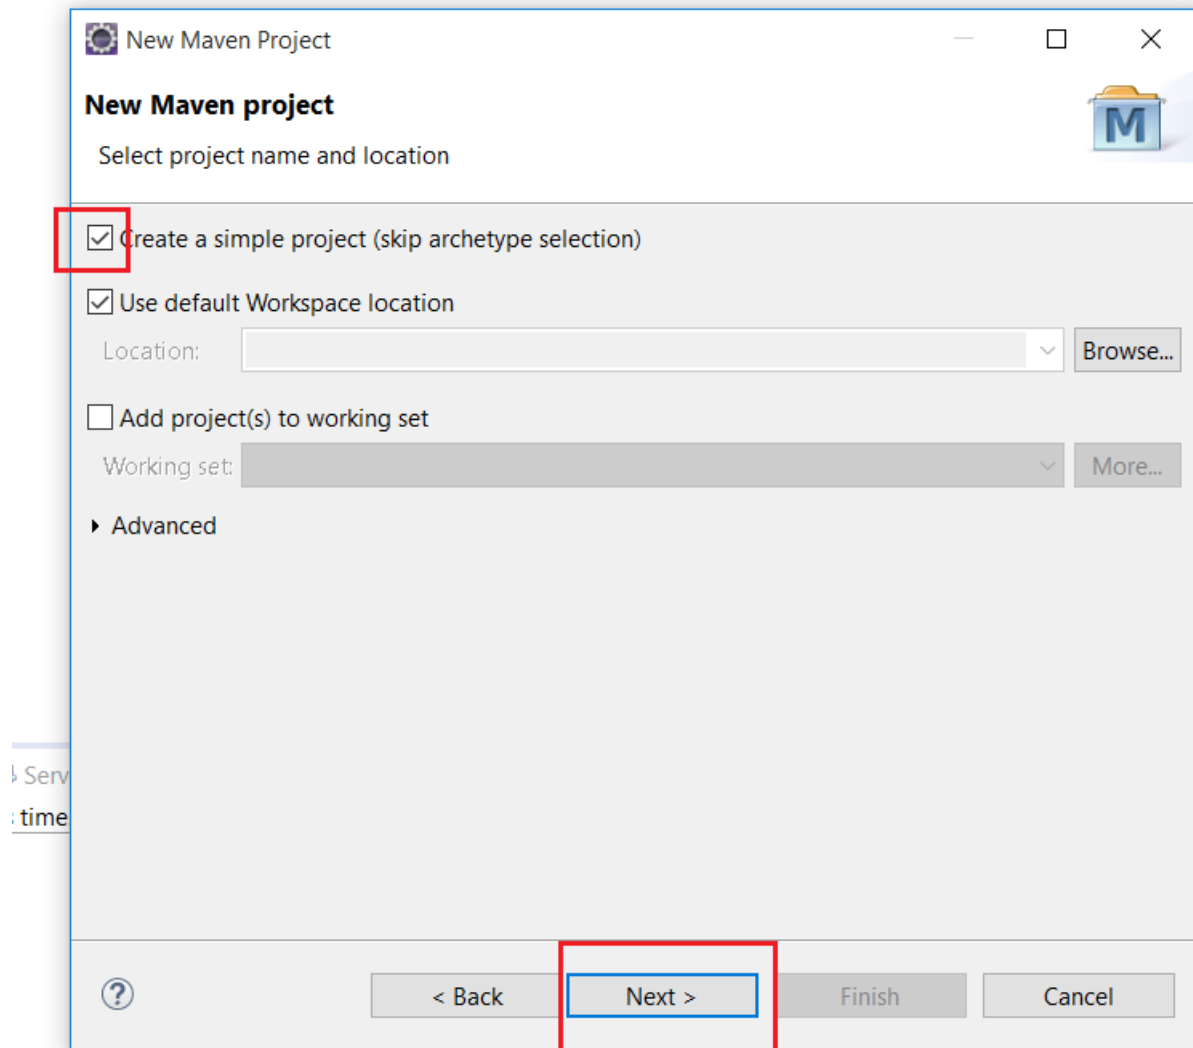 New Maven Project
New Maven project
Select project name and location
M
Create a simple project (skip archetype selection)
Use default Workspace location
Location:
Browse...
Add project(s) to working set
Working set:
More...
Advanced
Serv
time
?
< Back
Next >
Finish
Cancel